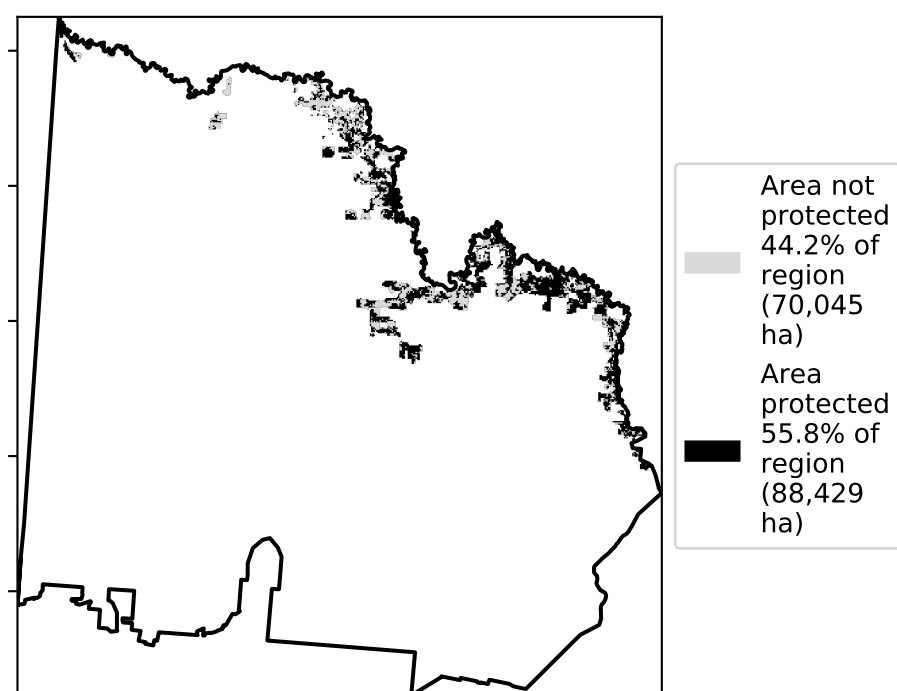 Area not
protected
44.2% of
region
(70,045
ha)
Area
protected
55.8% of
region
(88,429
ha)